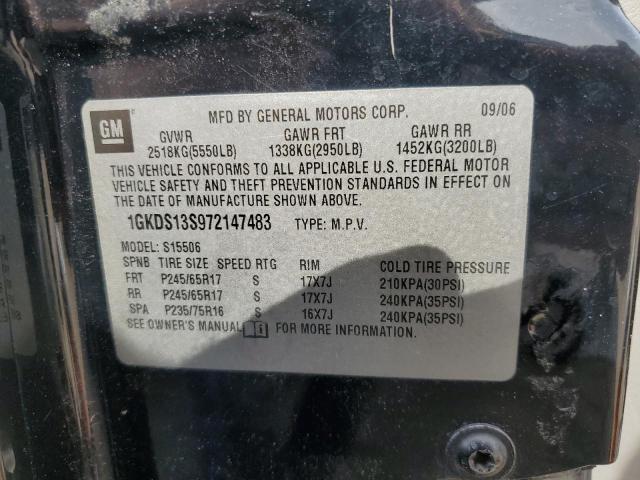 GM
MFD BY GENERAL MOTORS CORP. 09/06
GVWR GAWR FRT GAWR RR
2518KG(5550LB) 1338KG(2950LB) 1452KG(3200LB)
THIS VEHICLE CONFORMS TO ALL APPLICABLE U.S. FEDERAL MOTOR
VEHICLE SAFETY AND THEFT PREVENTION STANDARDS IN EFFECT ON
THE DATE OF MANUFACTURE SHOWN ABOVE.
1GKDS13S972147483 TYPE: M.P.V.
MODEL: S15506
SPNB TIRE SIZE SPEED RTG RIM COLD TIRE PRESSURE
FRT P245/65R17 S 17X7J 210KPA(30PSI)
RR P245/65R17 S 17X7J 240KPA(35PSI)
SPA P235/75R16 S 16X7J 240KPA(35PSI)
SEE OWNER'S MANUAL FOR MORE INFORMATION.